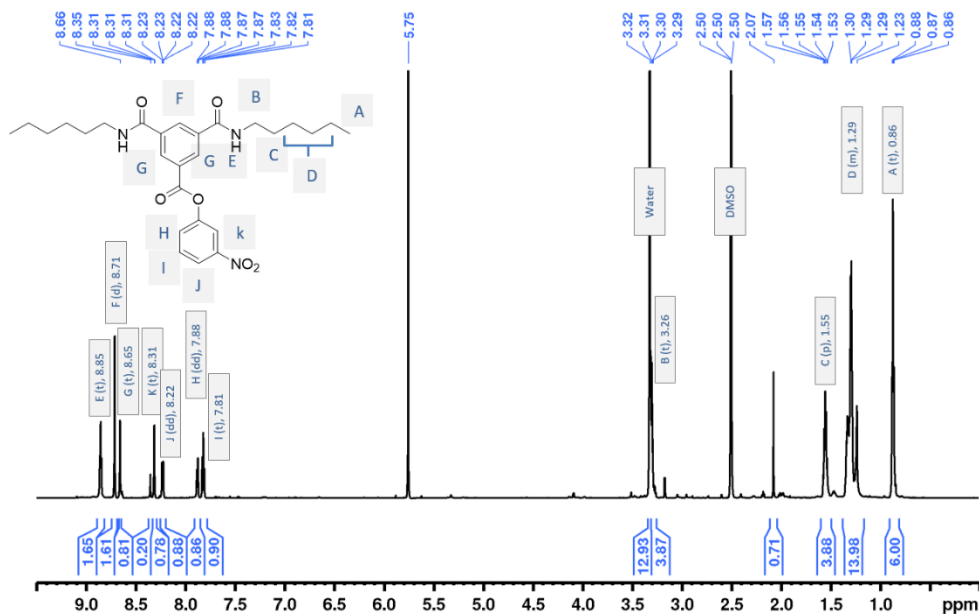 8.66
8.35
8.31
8.31
8.31
8.23
8.23
8.22
8.22
7.88
7.88
7.87
7.87
7.83
7.82
7.81
5.75
3.32
3.31
3.30
3.29
2.50
2.50
2.50
2.07
1.57
1.56
1.55
1.54
1.53
1.30
1.29
1.29
1.23
0.88
0.87
0.86
O
F
O
B
A
N
H
N
H
G
G
E
C
D
O
O
H
k
I
NO2
J
E (t), 8.85
F (d), 8.71
G (t), 8.65
K (t), 8.31
J (dd), 8.22
H (dd), 7.88
I (t), 7.81
Water
B (t), 3.26
DMSO
C (p), 1.55
D (m), 1.29
A (t), 0.86
1.65
1.61
0.81
0.20
0.78
0.88
0.86
0.90
12.93
3.87
0.71
3.88
13.98
6.00
9.0 8.5 8.0 7.5 7.0 6.5 6.0 5.5 5.0 4.5 4.0 3.5 3.0 2.5 2.0 1.5 1.0 ppm